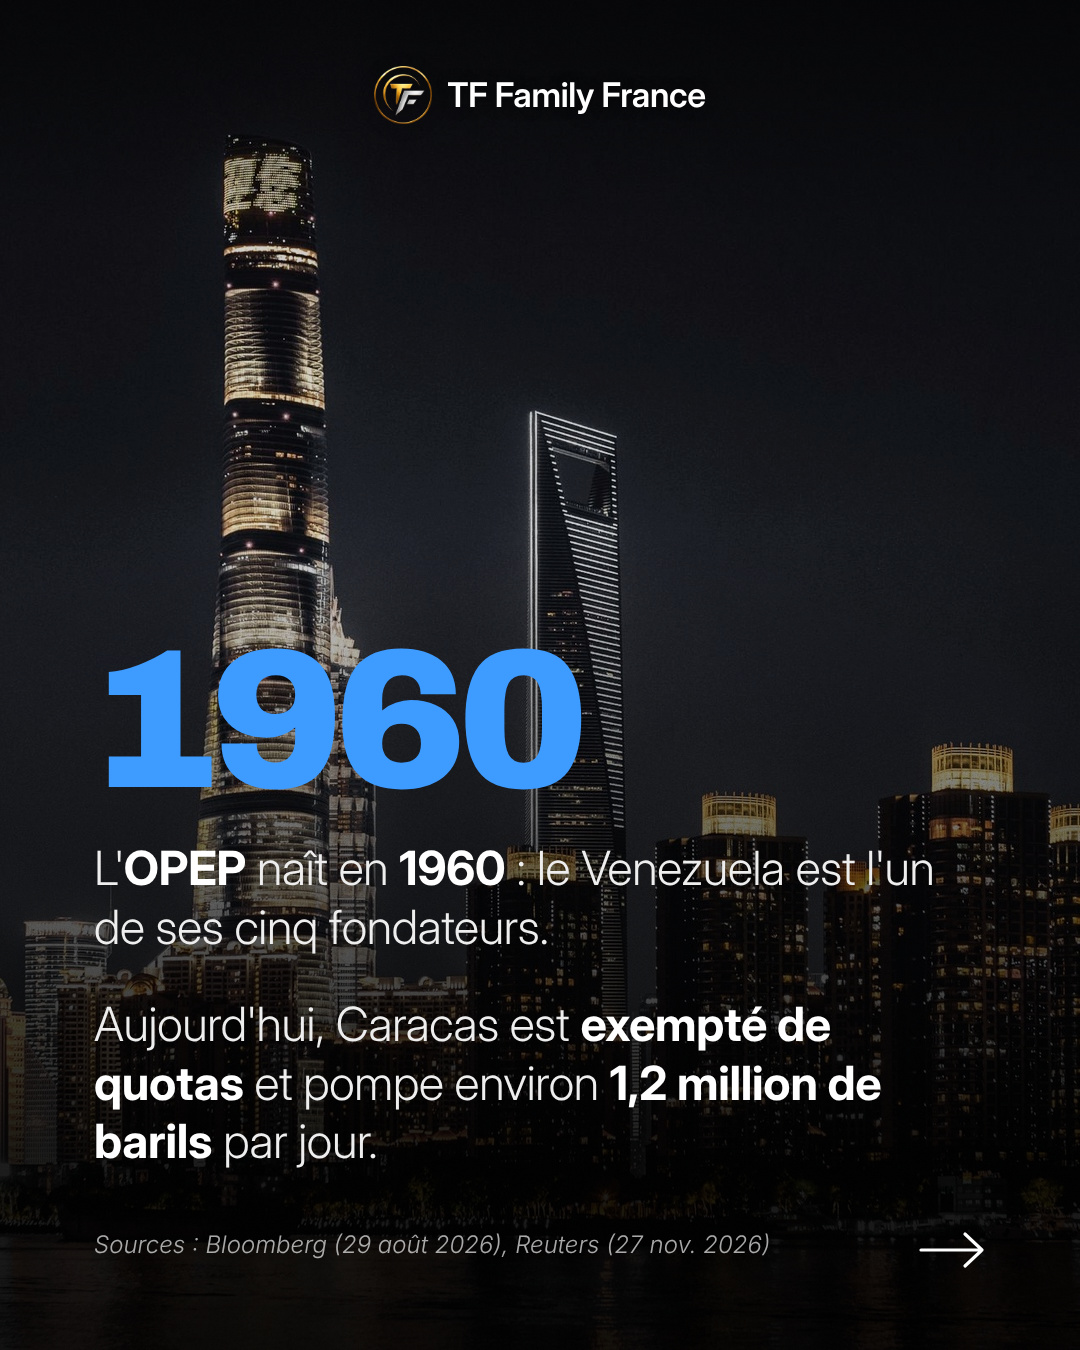 TF Family France
1960
L'OPEP naît en 1960 : le Venezuela est l'un
de ses cinq fondateurs.
Aujourd'hui, Caracas est exempté de
quotas et pompe environ 1,2 million de
barils par jour.
Sources : Bloomberg (29 août 2026), Reuters (27 nov. 2026)